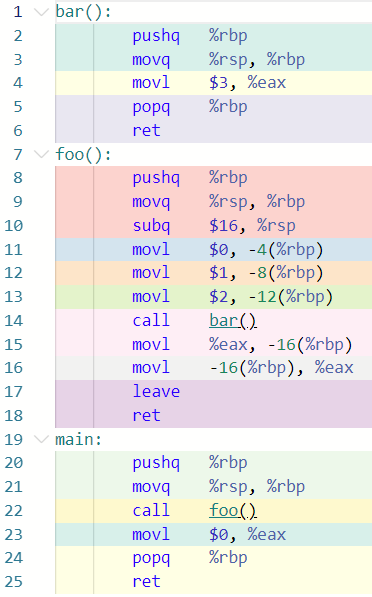 1 bar():
2 pushq %rbp
3 movq %rsp, %rbp
4 movl $3, %eax
5 popq %rbp
6 ret
7 foo():
8 pushq %rbp
9 movq %rsp, %rbp
10 subq $16, %rsp
11 movl $0, -4(%rbp)
12 movl $1, -8(%rbp)
13 movl $2, -12(%rbp)
14 call bar()
15 movl %eax, -16(%rbp)
16 movl -16(%rbp), %eax
17 leave
18 ret
19 main:
20 pushq %rbp
21 movq %rsp, %rbp
22 call foo()
23 movl $0, %eax
24 popq %rbp
25 ret